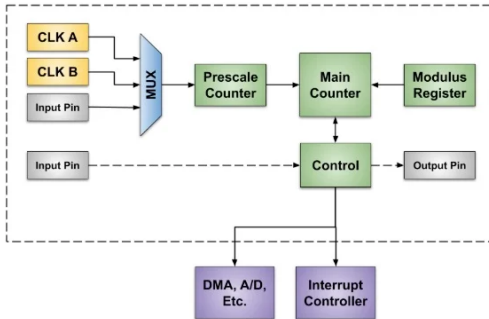 CLK A
CLK B
Input Pin
MUX
Prescale
Counter
Main
Counter
Modulus
Register
Input Pin
Control
Output Pin
DMA, A/D,
Etc.
Interrupt
Controller